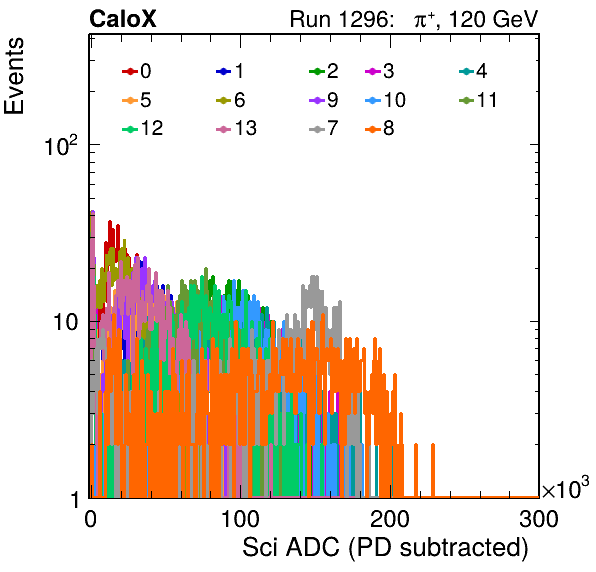 CaloX Run 1296: π⁺, 120 GeV
Events
0 1 2 3 4
5 6 9 10 11
12 13 7 8
10²
10
1
0 100 200 300
×10³
Sci ADC (PD subtracted)